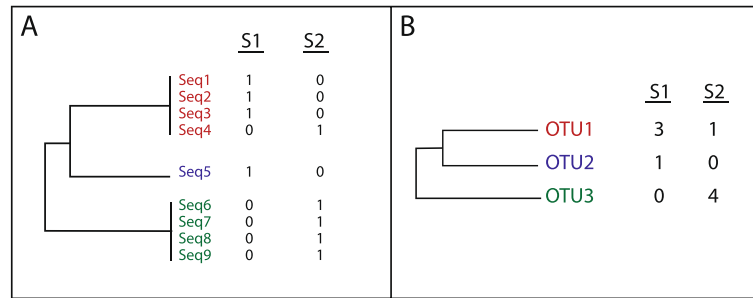 A
S1 S2
Seq1 1 0
Seq2 1 0
Seq3 1 0
Seq4 0 1
Seq5 1 0
Seq6 0 1
Seq7 0 1
Seq8 0 1
Seq9 0 1
B
S1 S2
OTU1 3 1
OTU2 1 0
OTU3 0 4